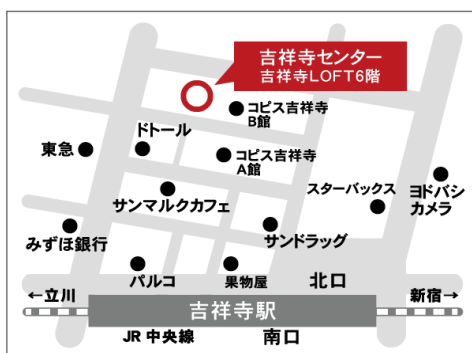 吉祥寺センター
吉祥寺LOFT6階
コピス吉祥寺
B館
ドトール
東急
コピス吉祥寺
A館
スターバックス
ヨドバシ
カメラ
サンマルクカフェ
みずほ銀行
サンドラッグ
パルコ
果物屋
北口
←立川
新宿→
吉祥寺駅
JR 中央線
南口